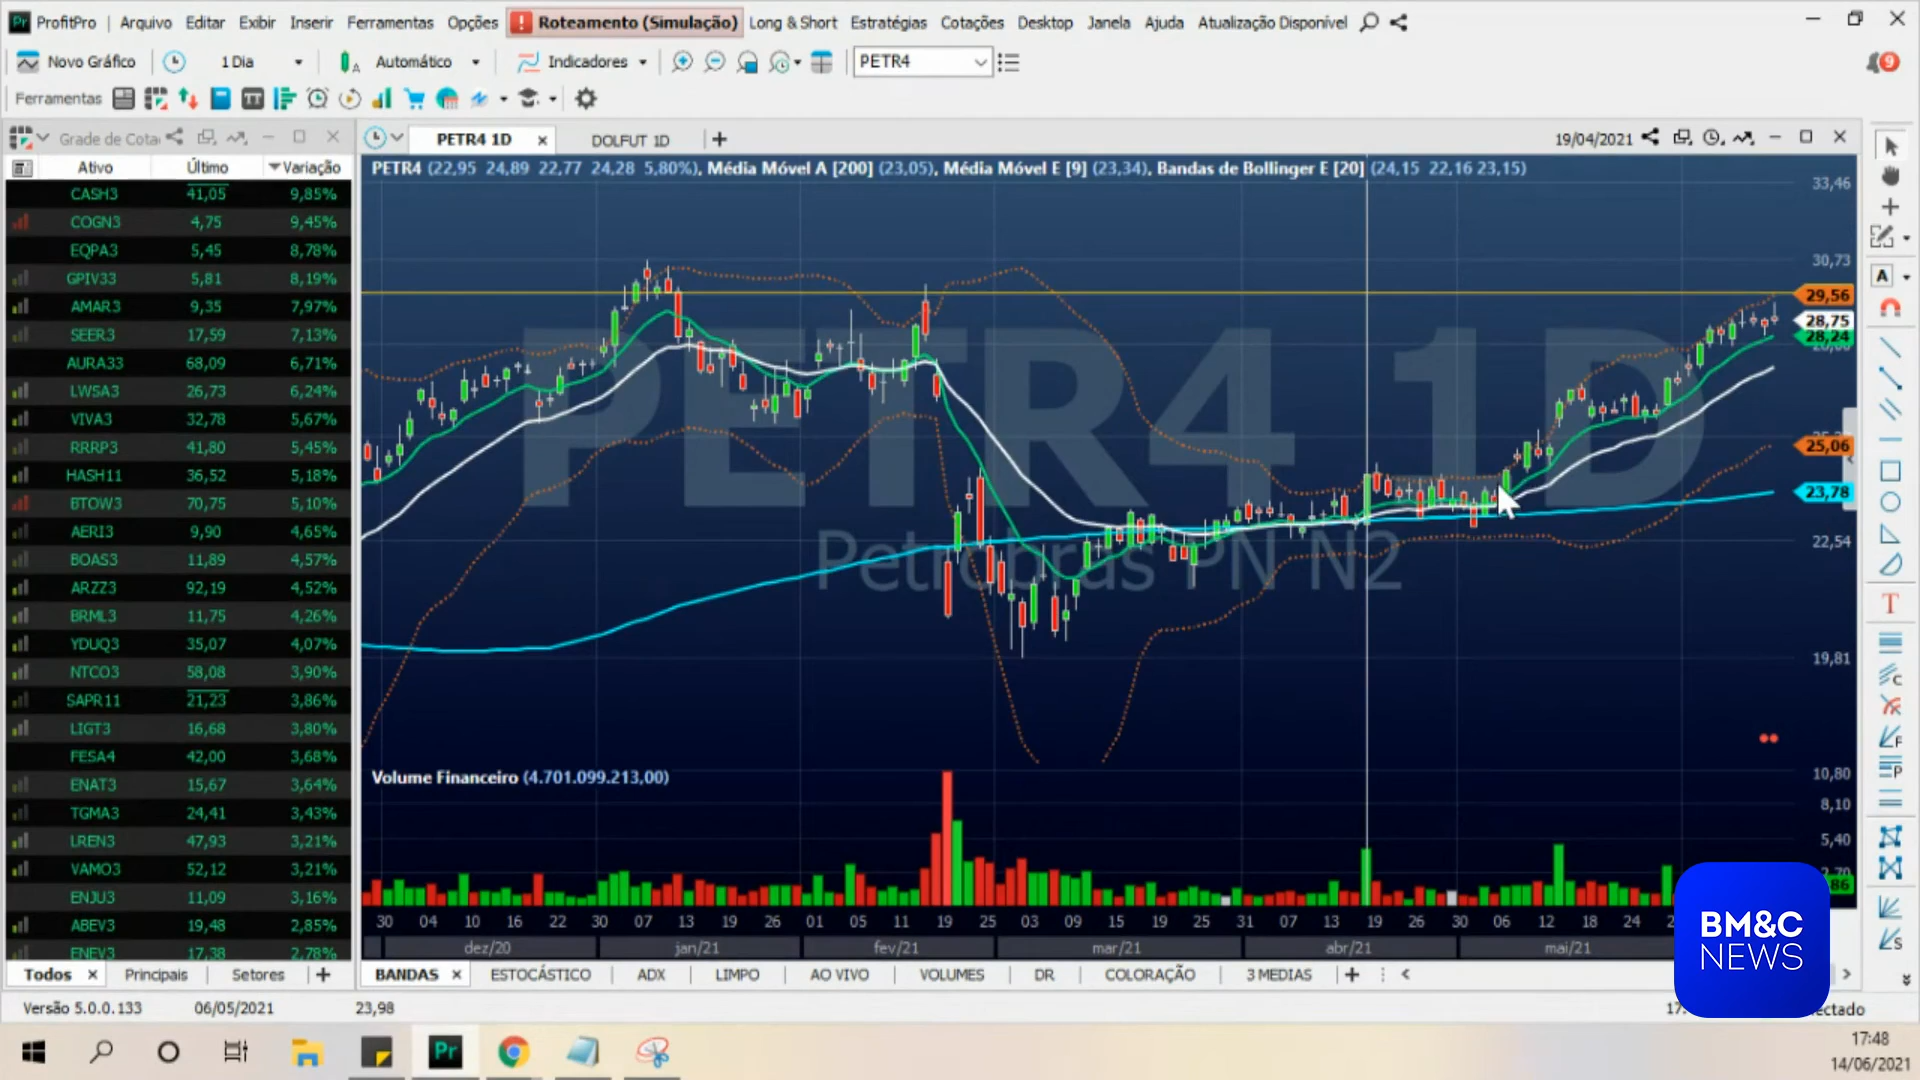 ProfitPro Arquivo Editar Exibir Inserir Ferramentas Opções Roteamento (Simulação) Long & Short Estratégias Cotações Desktop Janela Ajuda Atualização Disponível
Novo Gráfico 1 Dia Automático Indicadores PETR4 9
Ferramentas
Grade de Cota
PETR4 1D DOLFUT 1D 19/04/2021
Ativo Último Variação
PETR4 (22,95 24,89 22,77 24,28 5,80%), Média Móvel A [200] (23,05), Média Móvel E [9] (23,34), Bandas de Bollinger E [20] (24,15 22,16 23,15)
CASH3 41,05 9,85%
COGN3 4,75 9,45%
EQPA3 5,45 8,78%
GPIV33 5,81 8,19%
AMAR3 9,35 7,97%
SEER3 17,59 7,13%
AURA33 68,09 6,71%
LWSA3 26,73 6,24%
VIVA3 32,78 5,67%
RRRP3 41,80 5,45%
HASH11 36,52 5,18%
BTOW3 70,75 5,10%
AERI3 9,90 4,65%
BOAS3 11,89 4,57%
ARZZ3 92,19 4,52%
BRML3 11,75 4,26%
YDUQ3 35,07 4,07%
NTCO3 58,08 3,90%
SAPR11 21,23 3,86%
LIGT3 16,68 3,80%
FESA4 42,00 3,68%
ENAT3 15,67 3,64%
TGMA3 24,41 3,43%
LREN3 47,93 3,21%
VAMO3 52,12 3,21%
ENJU3 11,09 3,16%
ABEV3 19,48 2,85%
ENEV3 17,38 2,78%
33,46
30,73
29,56
28,75
28,24
25,06
23,78
22,54
19,81
PETR4 1D
Petrobras PN N2
Volume Financeiro (4.701.099.213,00)
10,80
8,10
5,40
2,70
30 04 10 16 22 30 07 13 19 26 01 05 11 19 25 03 09 15 19 25 31 07 13 19 26 30 06 12 18 24
dez/20 jan/21 fev/21 mar/21 abr/21 mai/21
Todos Principais Setores
BANDAS ESTOCÁSTICO ADX LIMPO AO VIVO VOLUMES DR COLORAÇÃO 3 MEDIAS
BM&C
NEWS
Versão 5.0.0.133 06/05/2021 23,98
17:48
14/06/2021